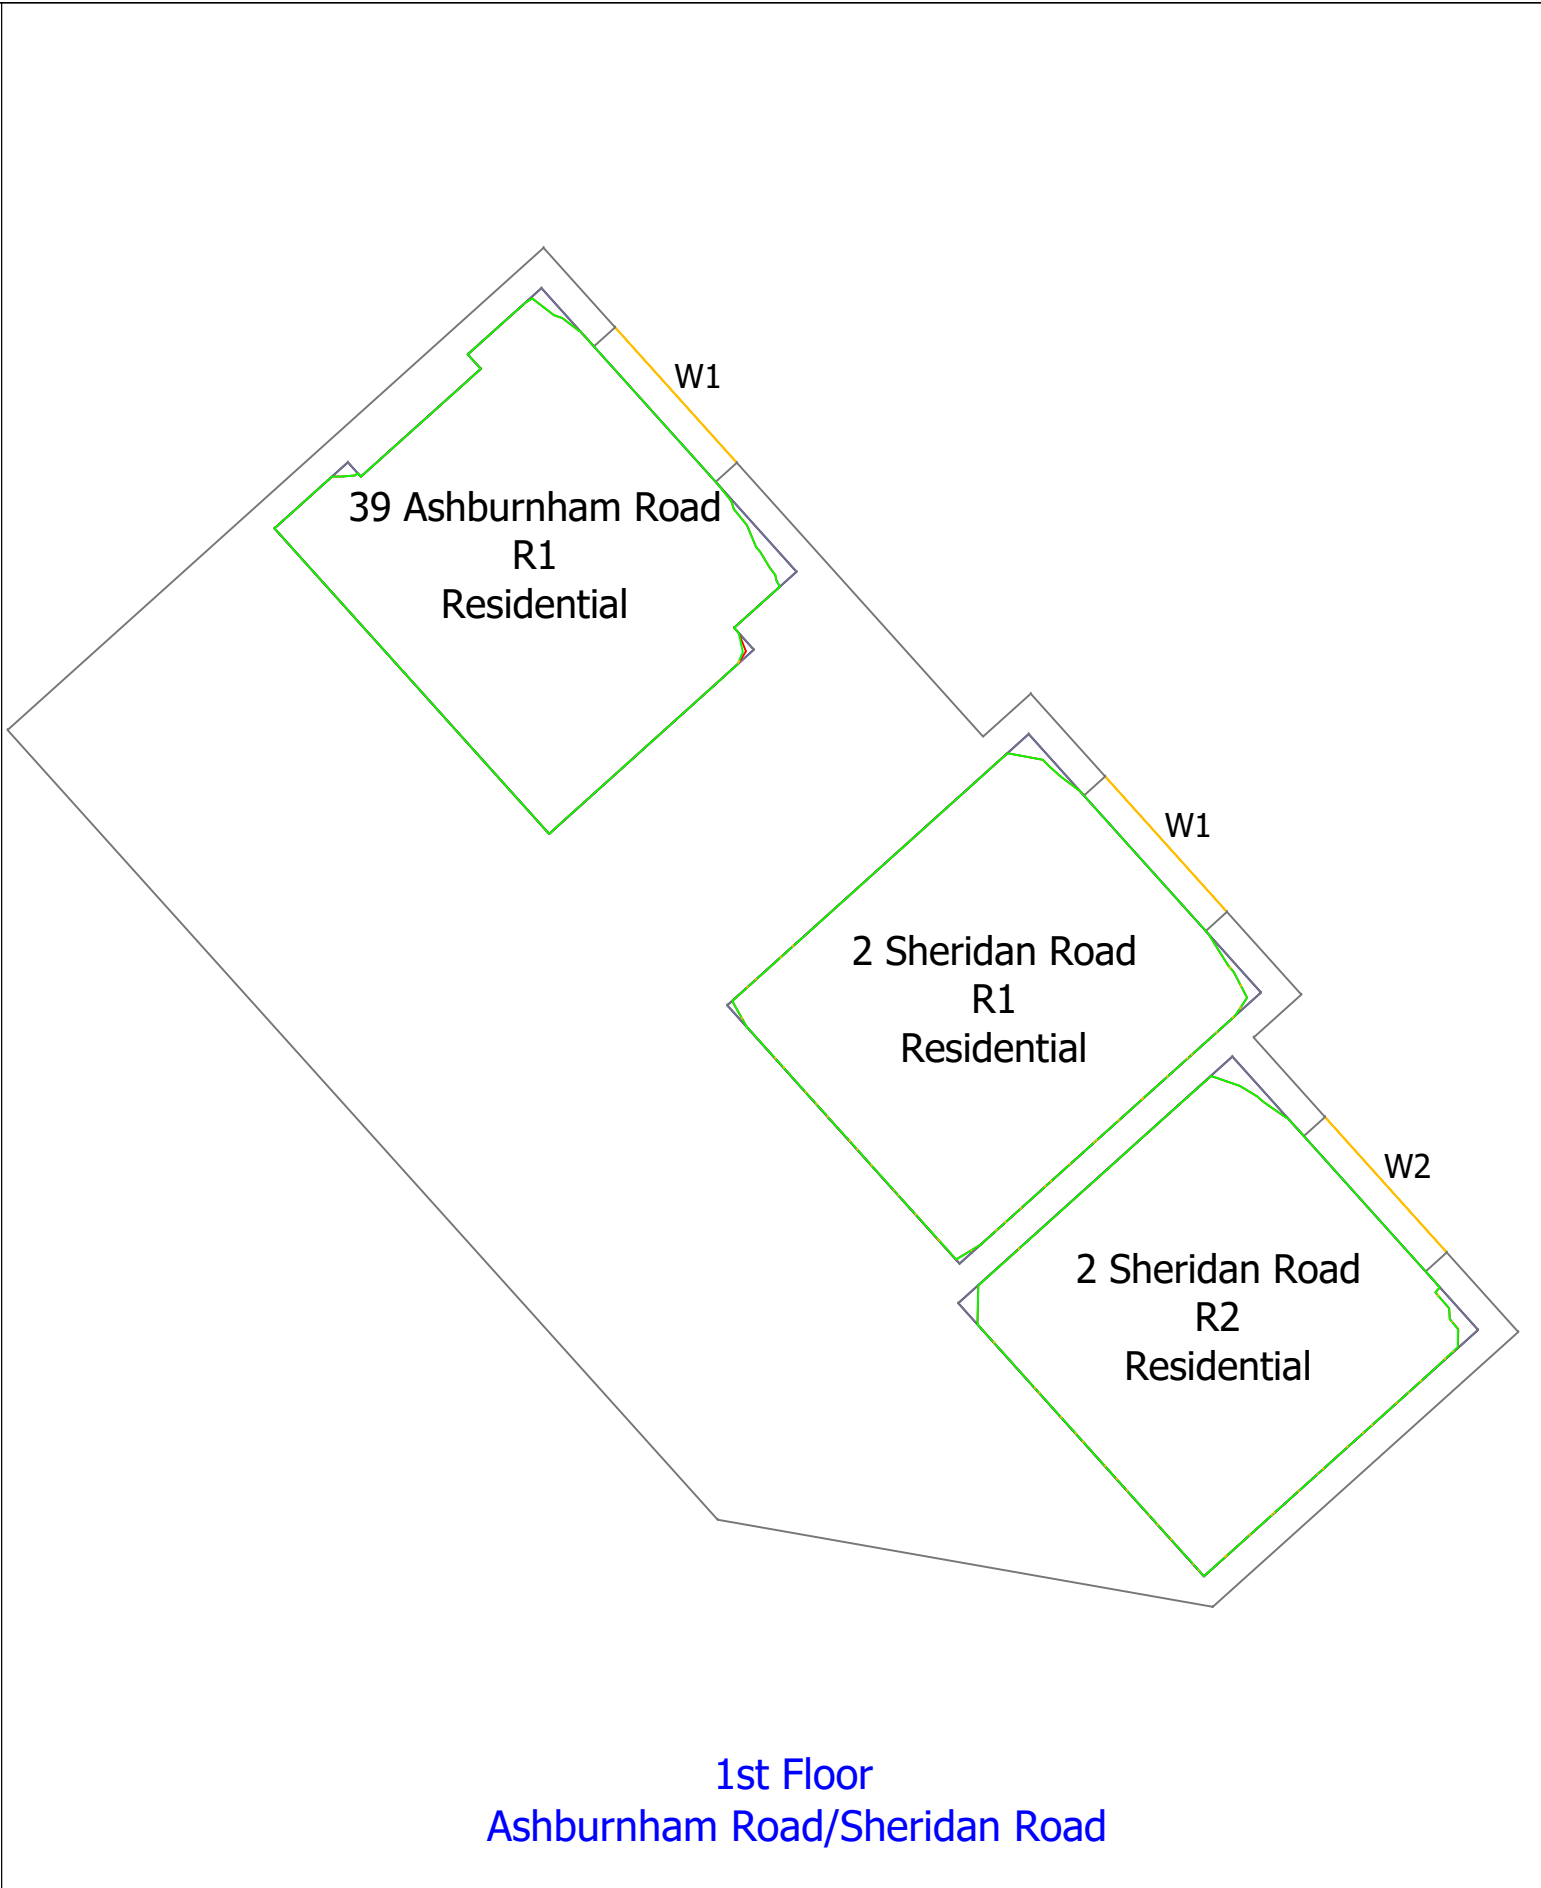 W1
39 Ashburnham Road
R1
Residential
W1
2 Sheridan Road
R1
Residential
W2
2 Sheridan Road
R2
Residential
1st Floor
Ashburnham Road/Sheridan Road